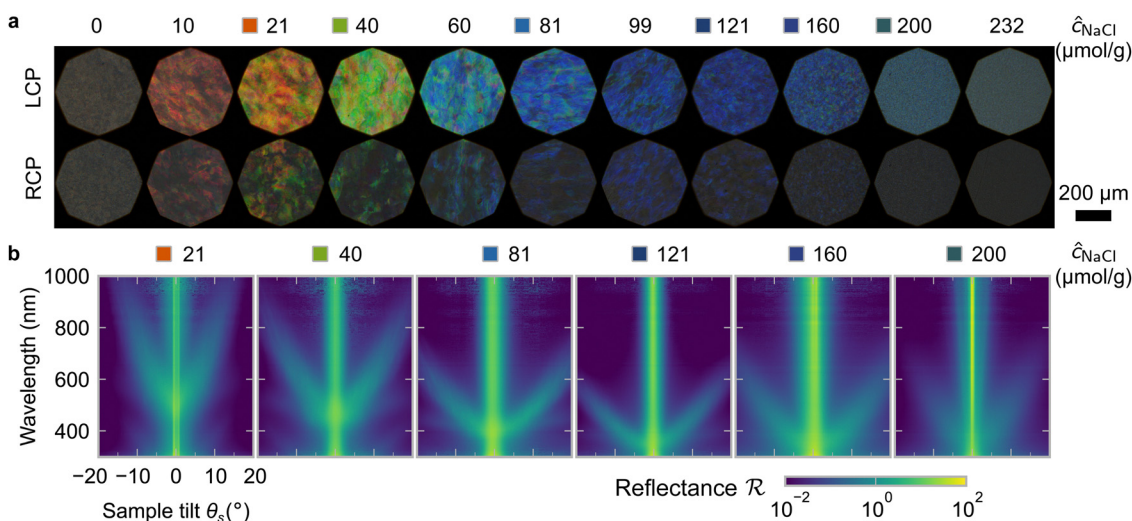 a 0 10 21 40 60 81 99 121 160 200 232 ĉNaCl
(μmol/g)
LCP
RCP
200 μm
b 21 40 81 121 160 200 ĉNaCl
(μmol/g)
Wavelength (nm)
1000
800
600
400
−20 −10 0 10 20
Sample tilt θs(°)
Reflectance ℛ
10−2 100 102